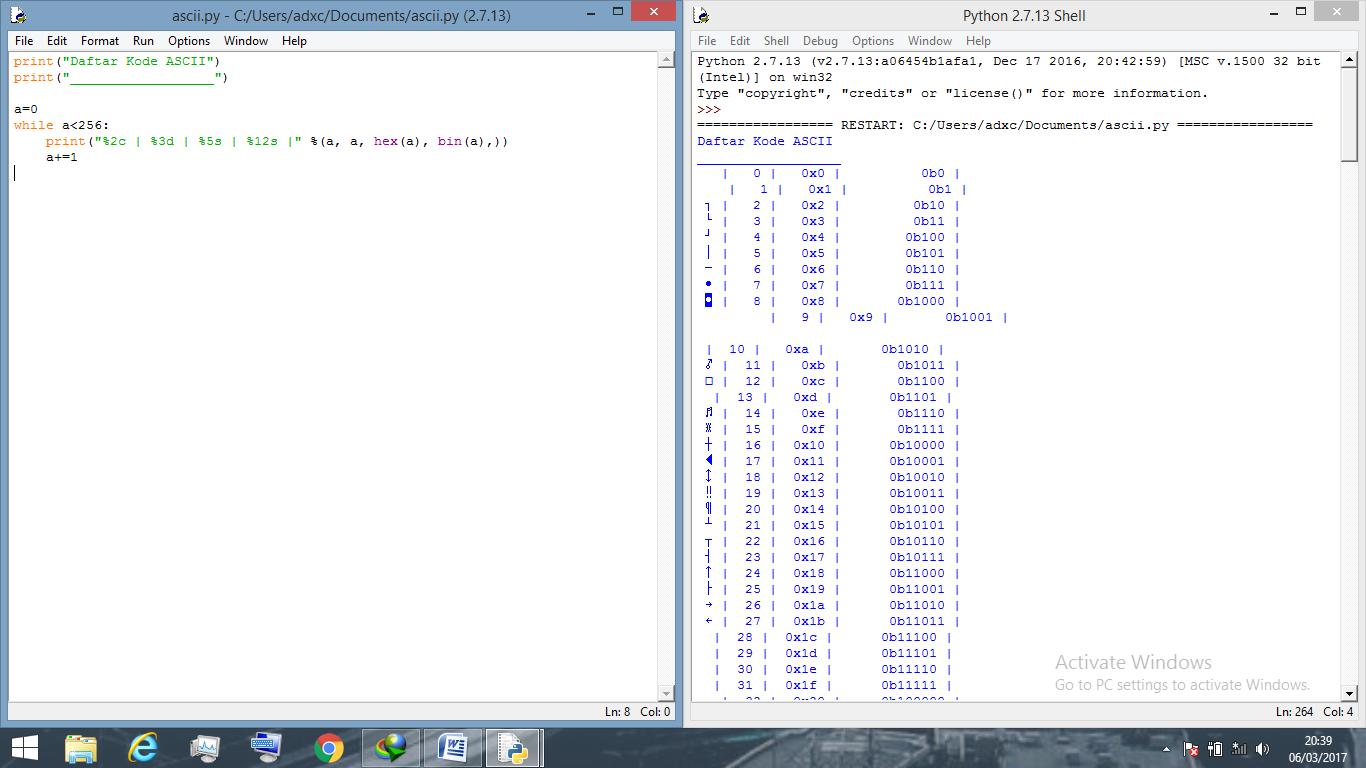 ascii.py - C:/Users/adxc/Documents/ascii.py (2.7.13)
File Edit Format Run Options Window Help
print("Daftar Kode ASCII")
print("__________________")
a=0
while a<256:
    print("%2c | %3d | %5s | %12s |" %(a, a, hex(a), bin(a),))
    a+=1
Ln: 8 Col: 0
Python 2.7.13 Shell
File Edit Shell Debug Options Window Help
Python 2.7.13 (v2.7.13:a06454b1afa1, Dec 17 2016, 20:42:59) [MSC v.1500 32 bit
(Intel)] on win32
Type "copyright", "credits" or "license()" for more information.
>>>
================= RESTART: C:/Users/adxc/Documents/ascii.py =================
Daftar Kode ASCII
__________________
   |   0 |   0x0 |          0b0 |
    |   1 |   0x1 |          0b1 |
┐ |   2 |   0x2 |         0b10 |
└ |   3 |   0x3 |         0b11 |
┘ |   4 |   0x4 |        0b100 |
│ |   5 |   0x5 |        0b101 |
─ |   6 |   0x6 |        0b110 |
• |   7 |   0x7 |        0b111 |
◘ |   8 |   0x8 |       0b1000 |
         |   9 |   0x9 |       0b1001 |
 |  10 |   0xa |       0b1010 |
♂ |  11 |   0xb |       0b1011 |
□ |  12 |   0xc |       0b1100 |
  |  13 |   0xd |       0b1101 |
♬ |  14 |   0xe |       0b1110 |
|  15 |   0xf |       0b1111 |
┼ |  16 |  0x10 |      0b10000 |
◄ |  17 |  0x11 |      0b10001 |
↕ |  18 |  0x12 |      0b10010 |
‼ |  19 |  0x13 |      0b10011 |
¶ |  20 |  0x14 |      0b10100 |
┴ |  21 |  0x15 |      0b10101 |
┬ |  22 |  0x16 |      0b10110 |
┤ |  23 |  0x17 |      0b10111 |
↑ |  24 |  0x18 |      0b11000 |
├ |  25 |  0x19 |      0b11001 |
→ |  26 |  0x1a |      0b11010 |
← |  27 |  0x1b |      0b11011 |
  |  28 |  0x1c |      0b11100 |
  |  29 |  0x1d |      0b11101 |
  |  30 |  0x1e |      0b11110 |
  |  31 |  0x1f |      0b11111 |
Activate Windows
Go to PC settings to activate Windows.
Ln: 264 Col: 4
20:39
06/03/2017